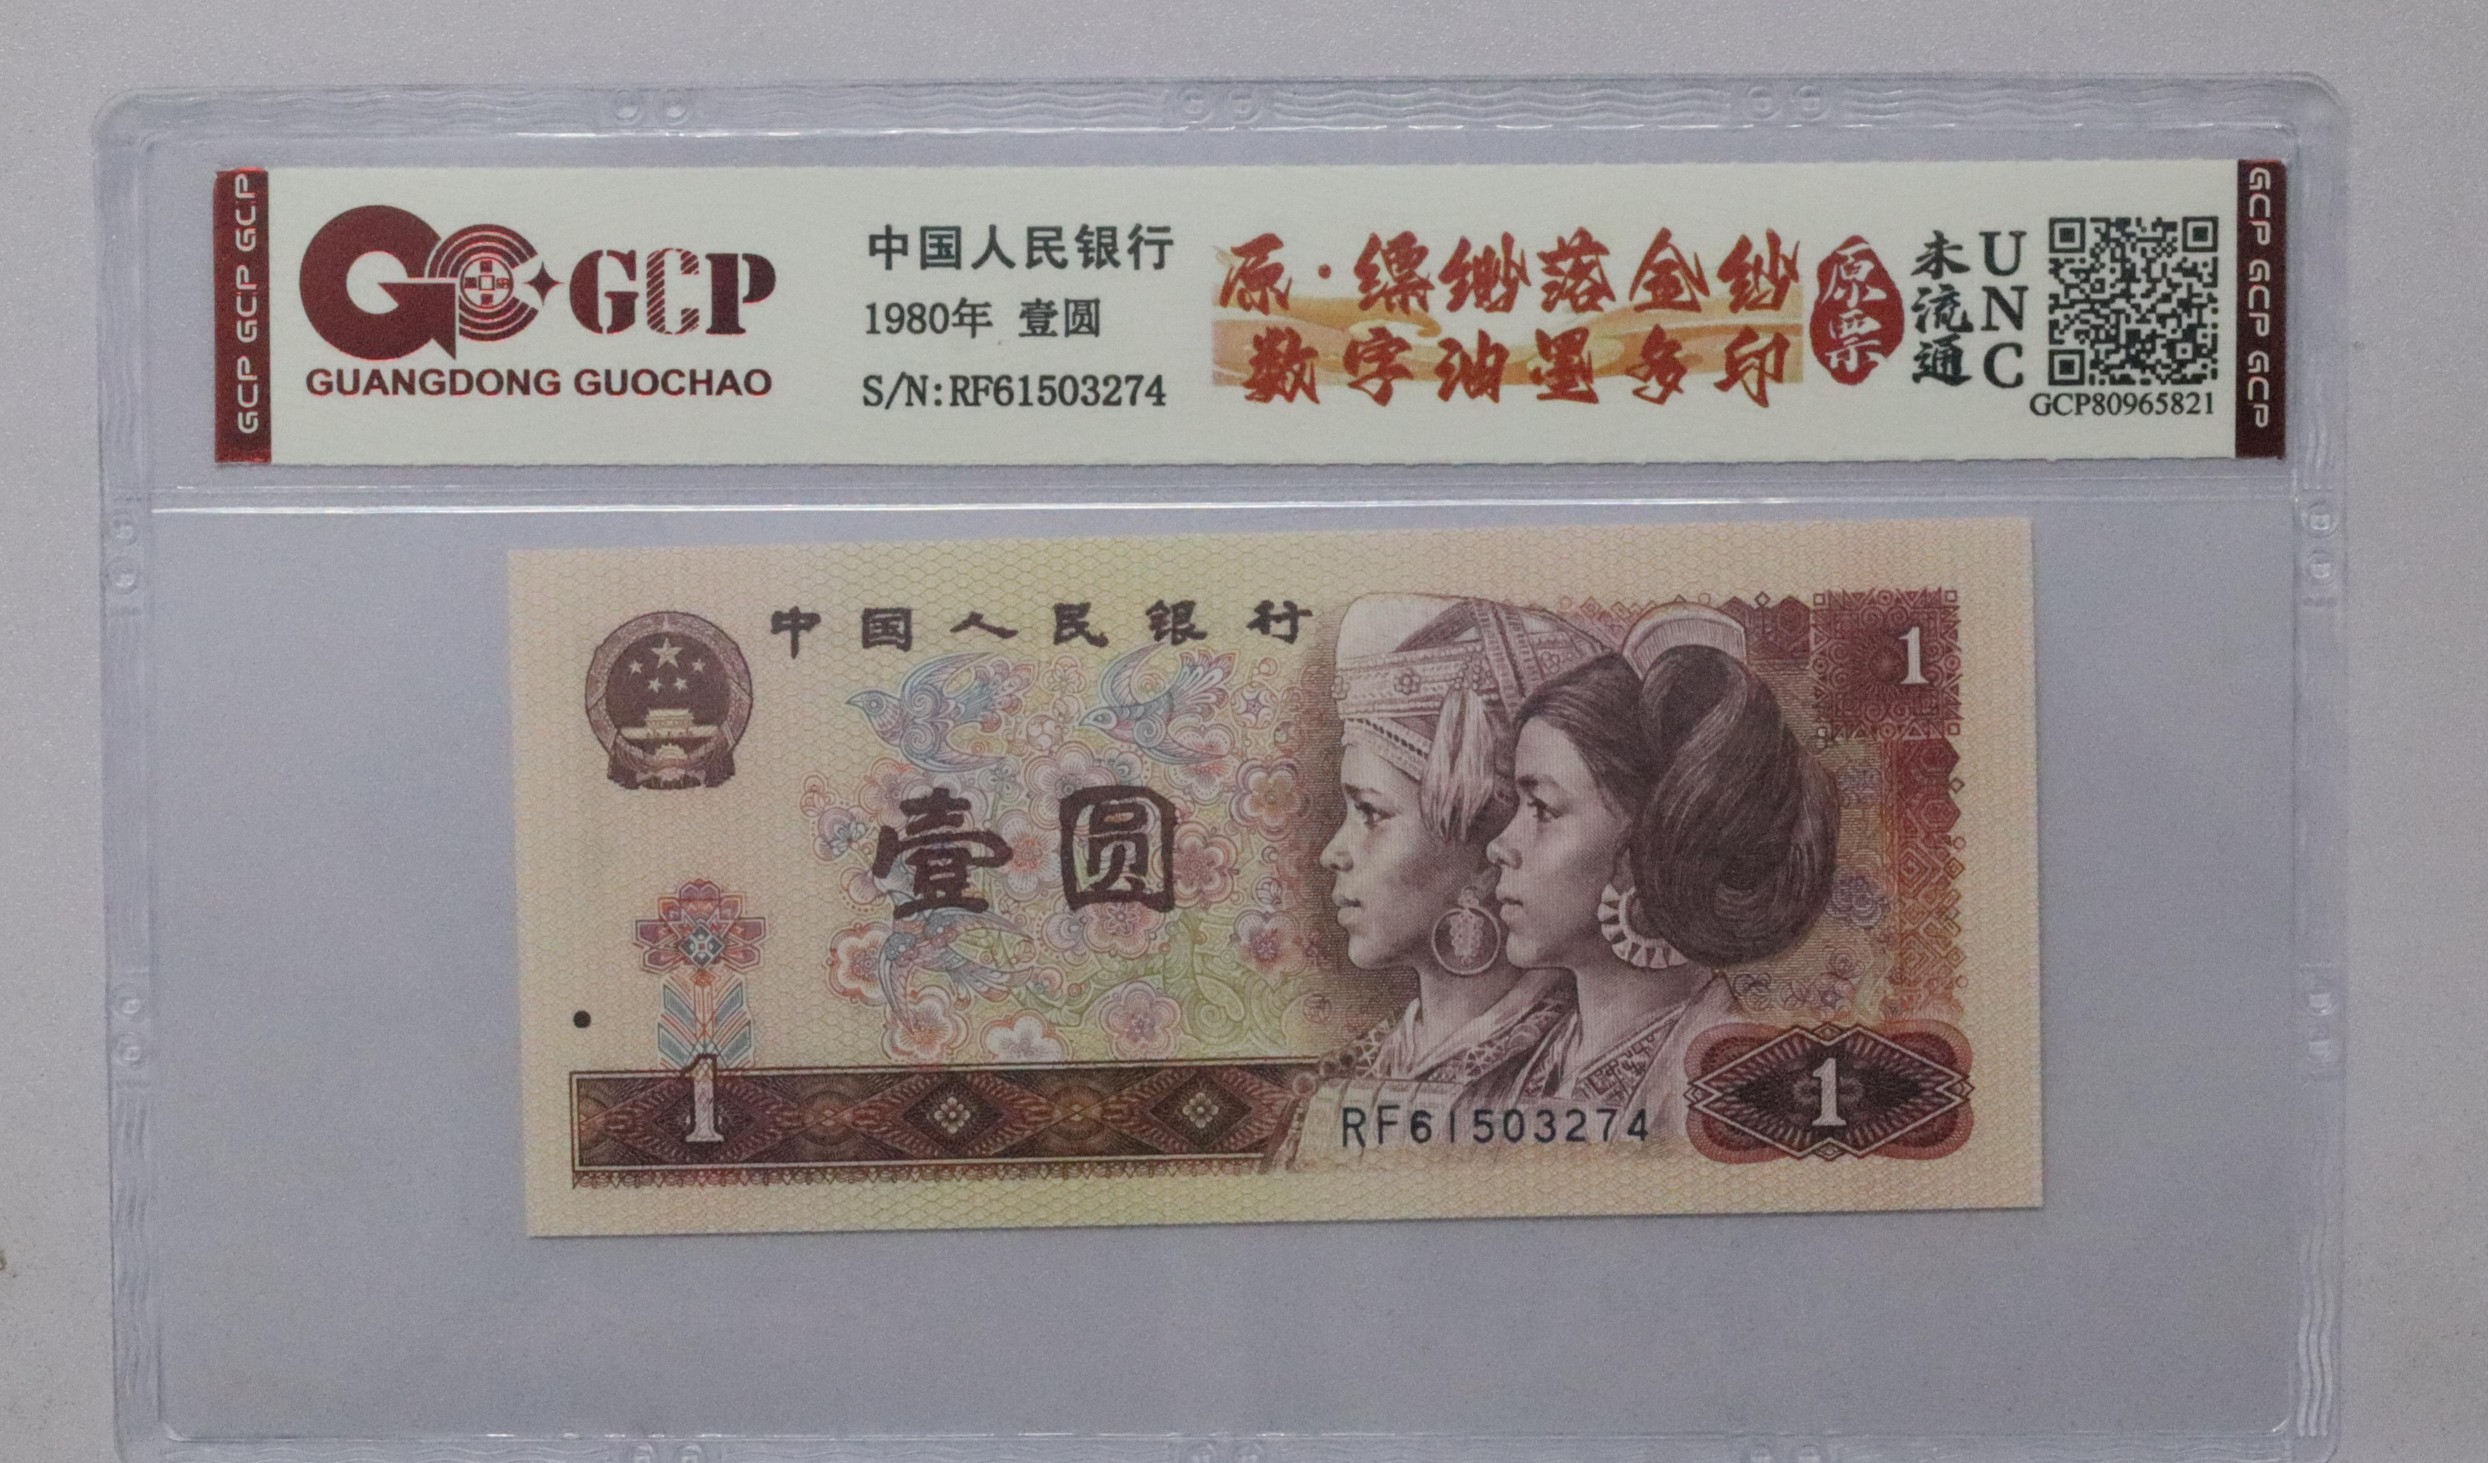 GCP GCP GCP
GCP
GUANGDONG GUOCHAO
中国人民银行
1980年 壹圆
S/N:RF61503274
原·缥缈落金纱
数字油墨多印
原票
未流通
UNC
GCP80965821
GCP GCP GCP
中国人民银行
1
壹圆
1
RF61503274
1